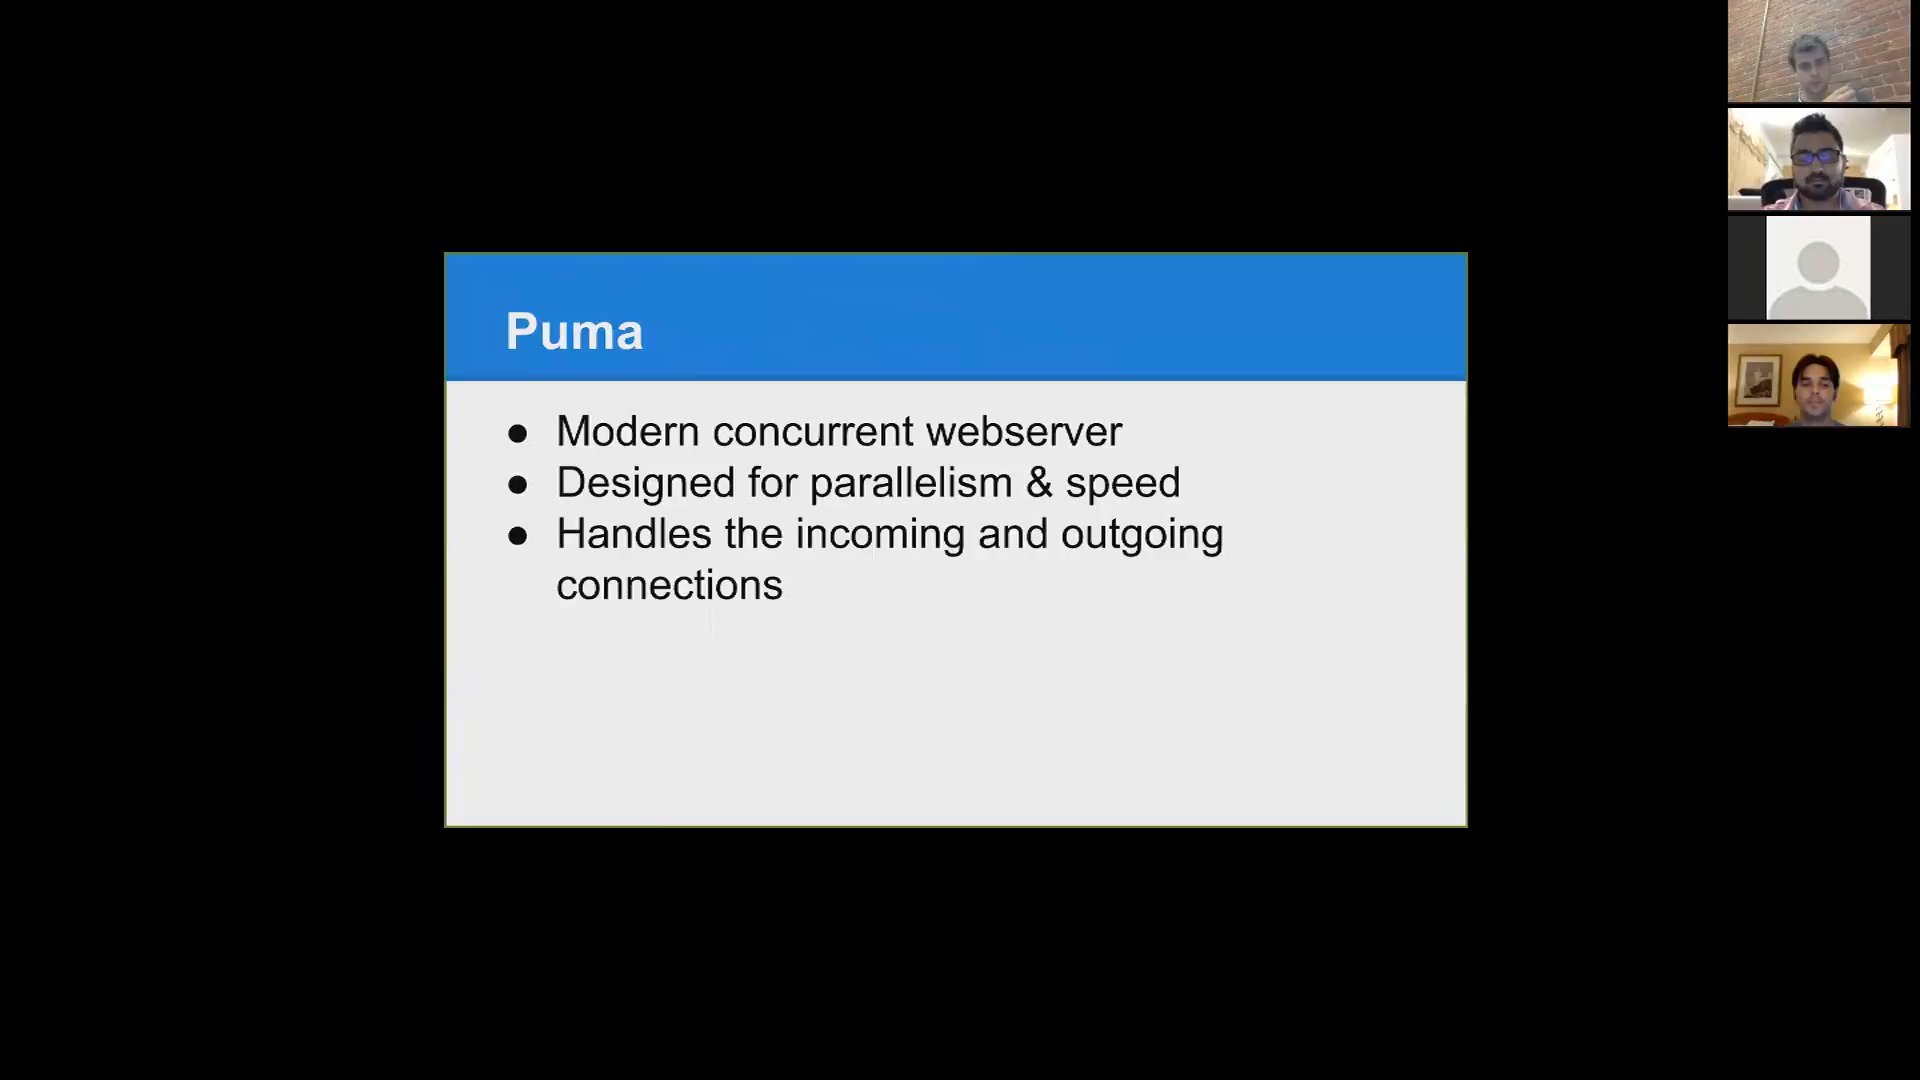 Puma
● Modern concurrent webserver
● Designed for parallelism & speed
● Handles the incoming and outgoing
connections